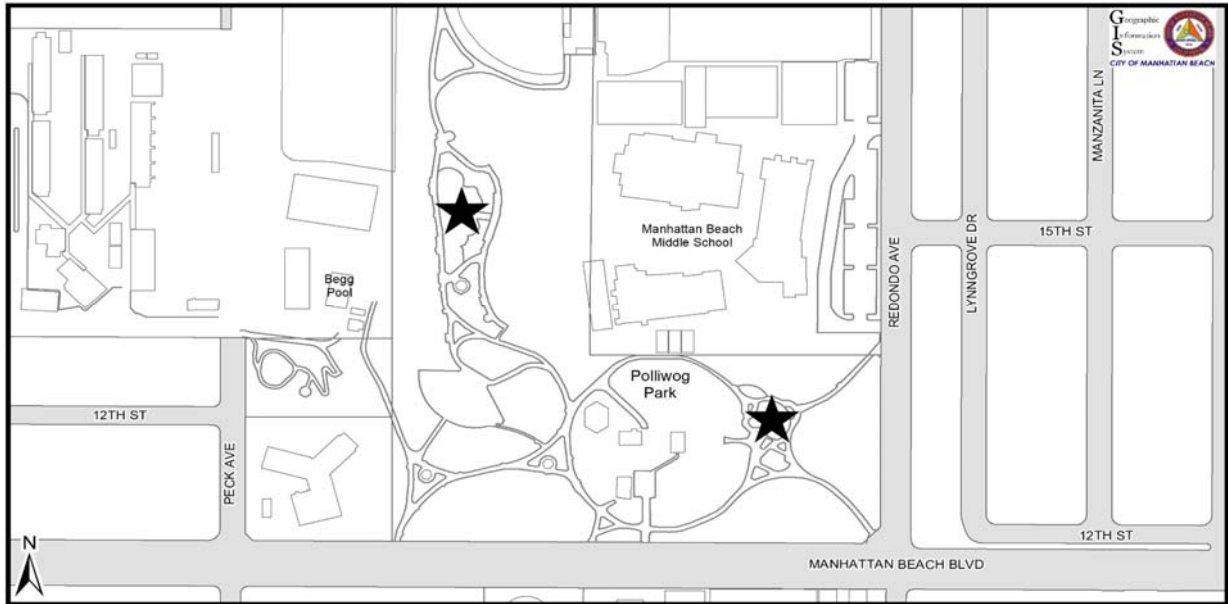 Geographic
Information
System
CITY OF MANHATTAN BEACH
MANZANITA LN
15TH ST
LYNNGROVE DR
REDONDO AVE
Manhattan Beach
Middle School
Begg
Pool
Polliwog
Park
12TH ST
PECK AVE
12TH ST
MANHATTAN BEACH BLVD
N